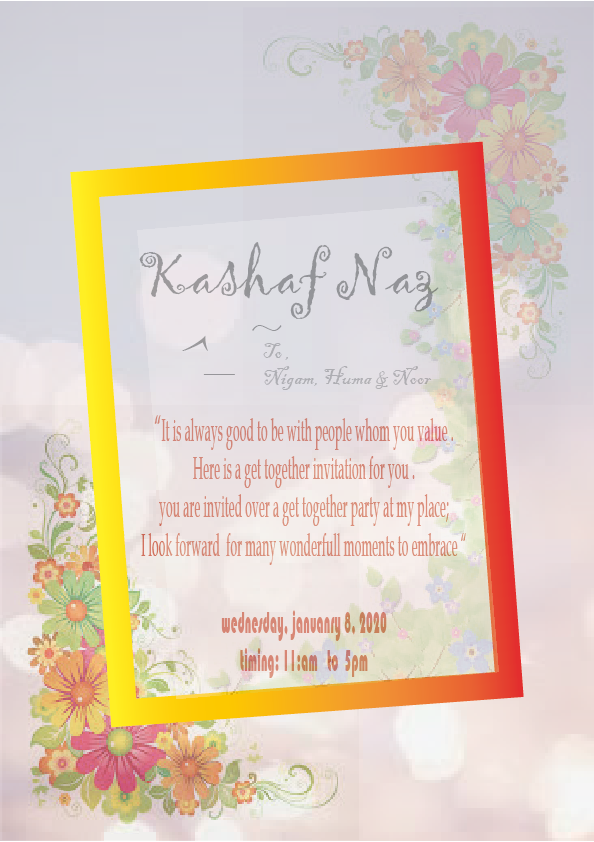 Kashaf Naz
To,
Nigam, Huma & Noor
"It is always good to be with people whom you value .
Here is a get together invitation for you .
you are invited over a get together party at my place;
I look forward for many wonderfull moments to embrace "
wednesday, januanry 8, 2020
timing: 11:am to 5pm